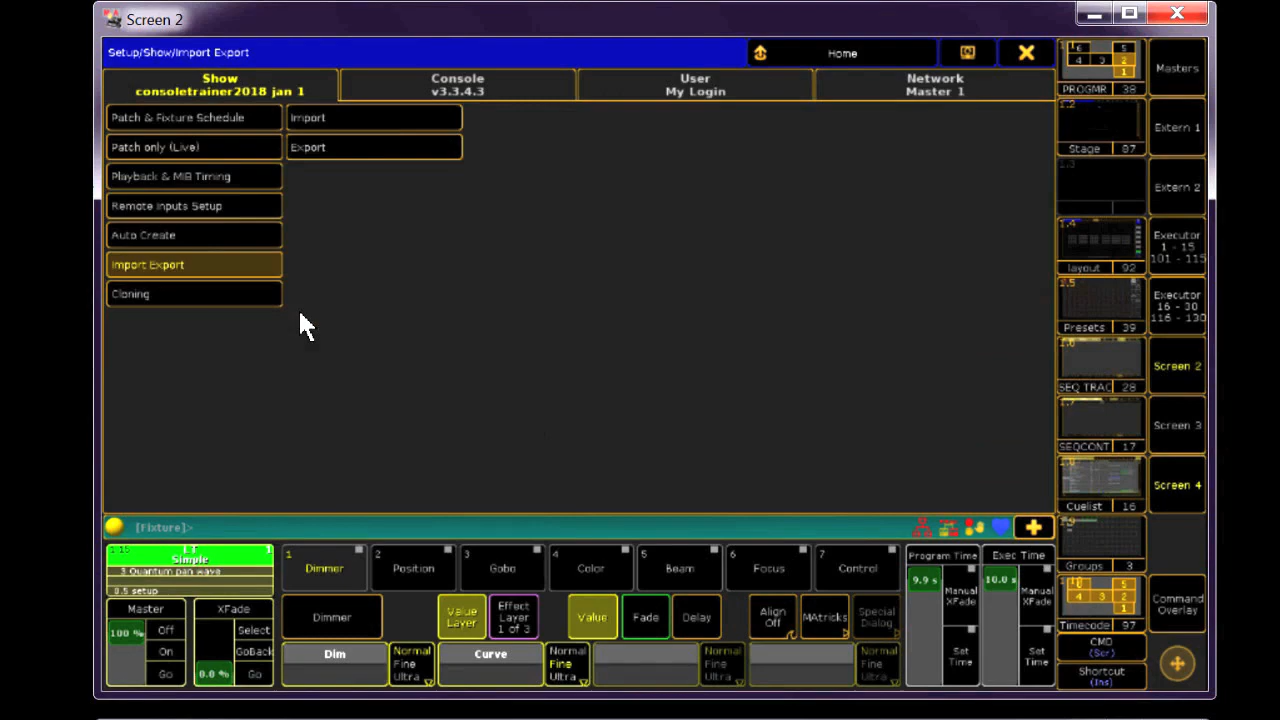 Screen 2
Setup/Show/Import Export
Home
Show
consoletrainer2018 jan 1
Console
v3.3.4.3
User
My Login
Network
Master 1
Patch & Fixture Schedule
Import
Patch only (Live)
Export
Playback & MIB Timing
Remote Inputs Setup
Auto Create
Import Export
Cloning
PROGMR 38
Stage 87
layout 92
Presets 39
SEQ TRAC 28
SEQCONT 17
Cuelist 16
Groups 3
Timecode 97
CMD
(Scr)
Shortcut
(Ins)
Masters
Extern 1
Extern 2
Executor
1 - 15
101 - 115
Executor
16 - 30
116 - 130
Screen 2
Screen 3
Screen 4
Command
Overlay
[Fixture]>
1.15 LT 1
Simple
3 Quantum pan wave
0.5 setup
Master
100 %
Off
On
Go
XFade
0.0 %
Select
GoBack
Go
1 Dimmer
2 Position
3 Gobo
4 Color
5 Beam
6 Focus
7 Control
Dimmer
Value
Layer
Effect
Layer
1 of 3
Value
Fade
Delay
Align
Off
MAtricks
Special
Dialog
Dim
Normal
Fine
Ultra
Curve
Normal
Fine
Ultra
Normal
Fine
Ultra
Normal
Fine
Ultra
Program Time
9.9 s
Manual
XFade
Set
Time
Exec Time
10.0 s
Manual
XFade
Set
Time